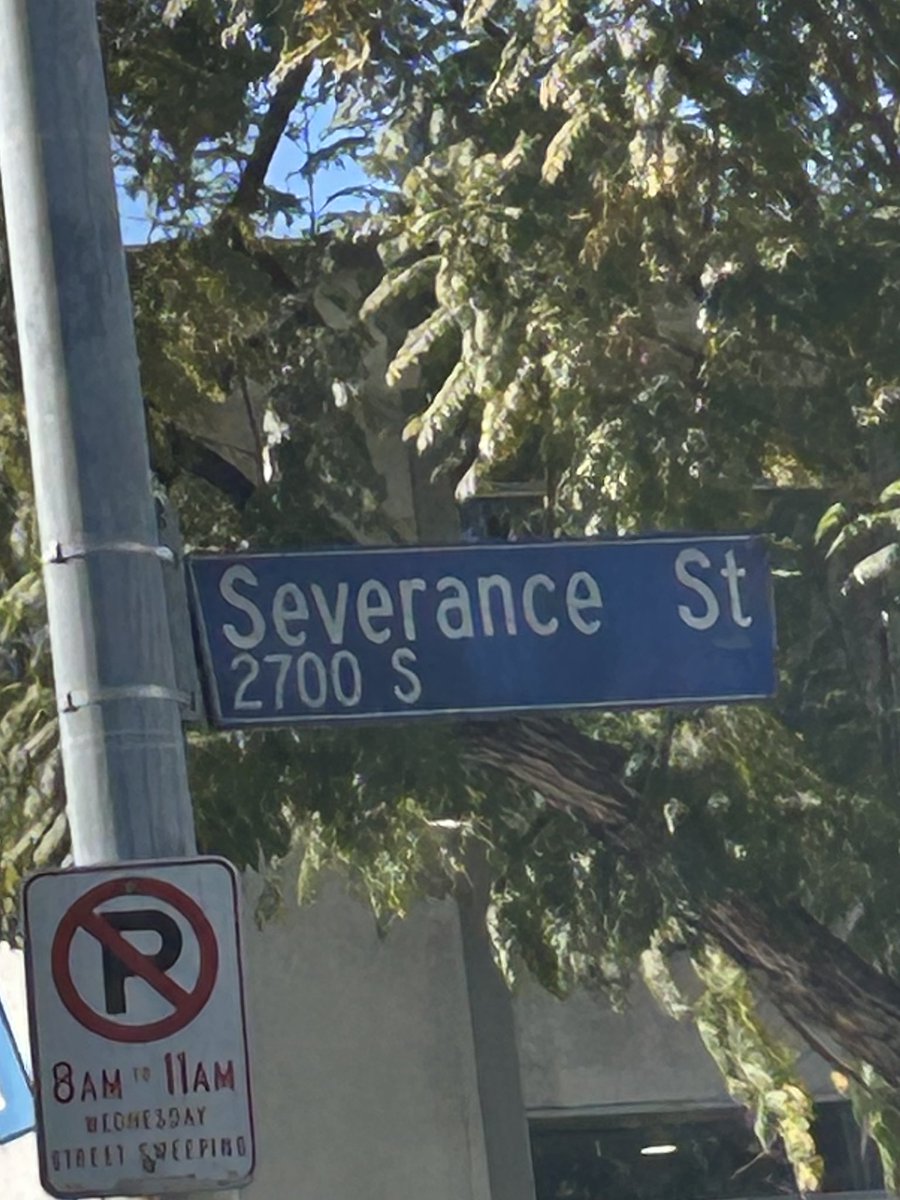 Severance St
2700 S
P
8AM TO 11AM
WEDNESDAY
STREET SWEEPING